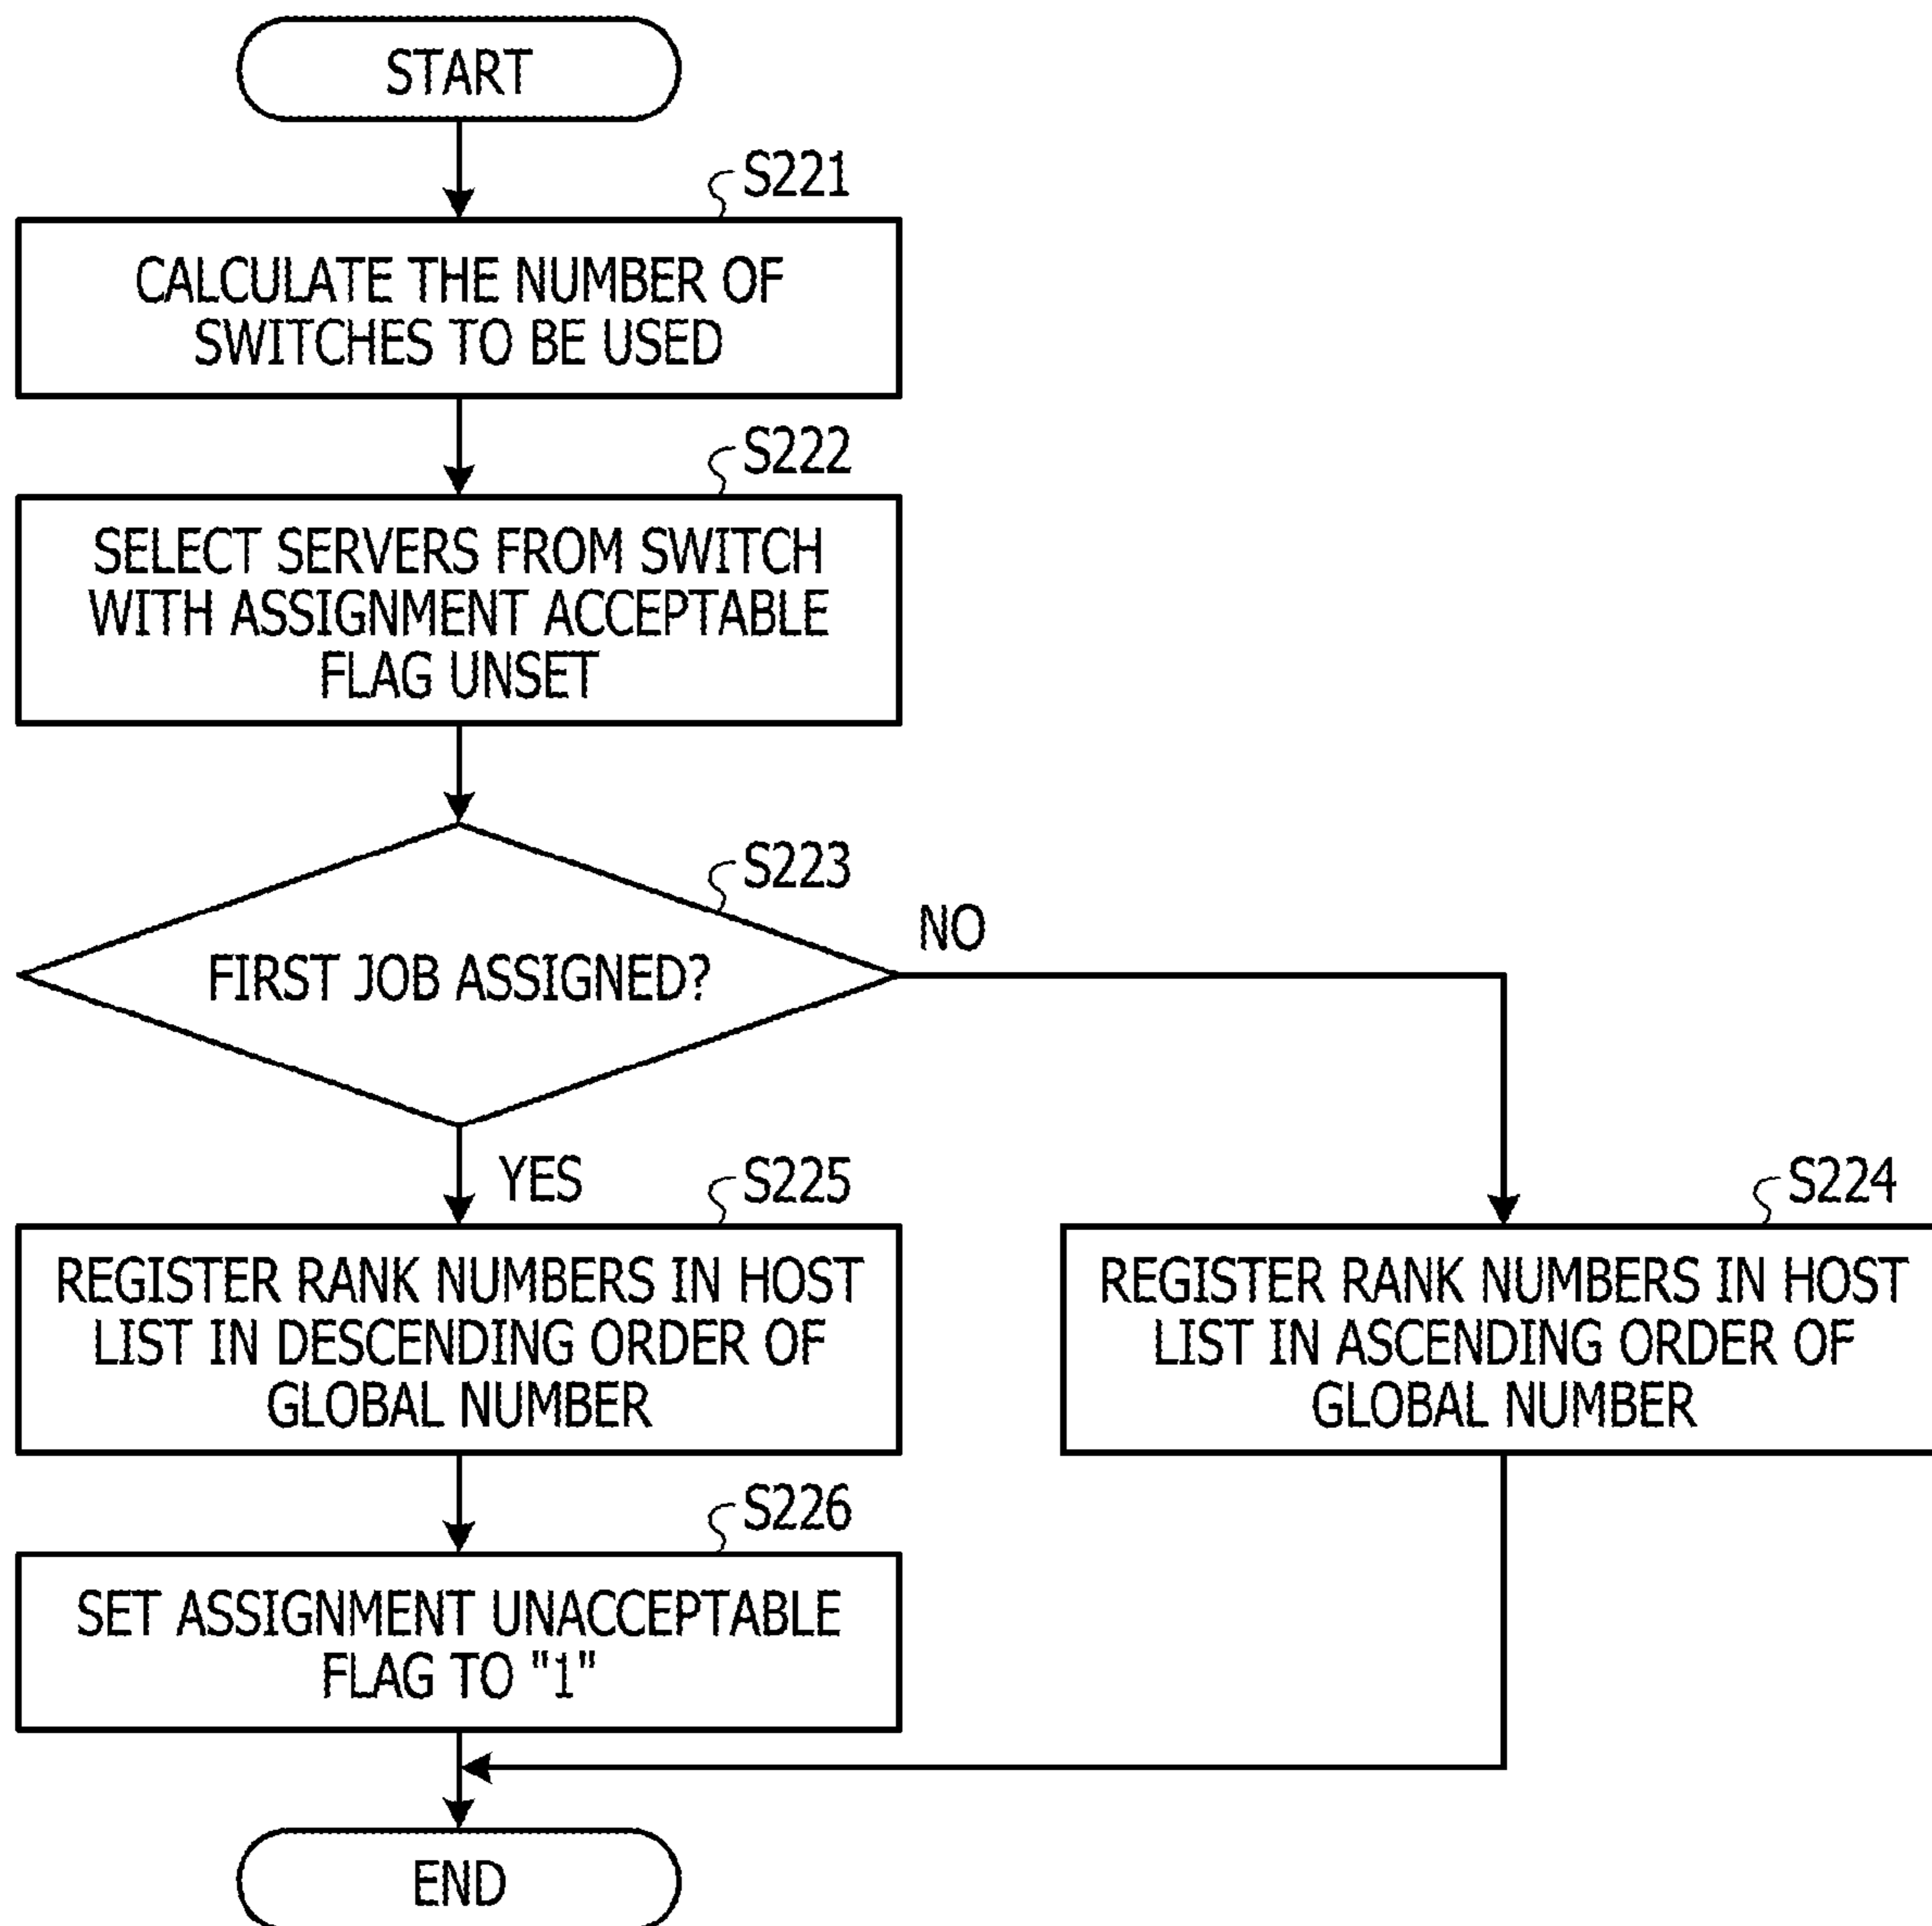 START
S221
CALCULATE THE NUMBER OF
SWITCHES TO BE USED
S222
SELECT SERVERS FROM SWITCH
WITH ASSIGNMENT ACCEPTABLE
FLAG UNSET
S223
FIRST JOB ASSIGNED?
NO
YES
S225
REGISTER RANK NUMBERS IN HOST
LIST IN DESCENDING ORDER OF
GLOBAL NUMBER
S224
REGISTER RANK NUMBERS IN HOST
LIST IN ASCENDING ORDER OF
GLOBAL NUMBER
S226
SET ASSIGNMENT UNACCEPTABLE
FLAG TO "1"
END